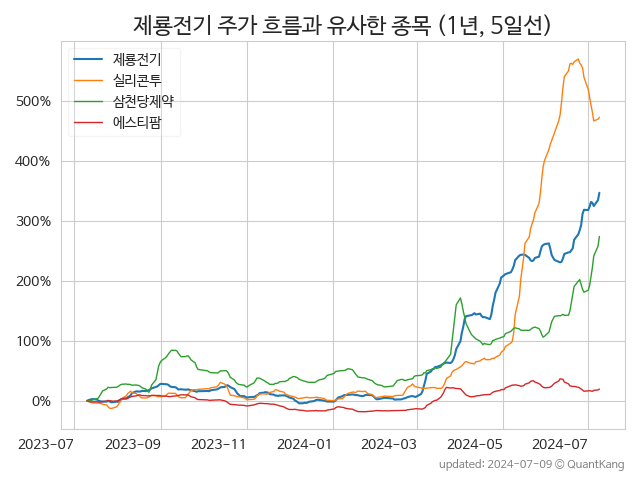 제룡전기 주가 흐름과 유사한 종목 (1년, 5일선)
제룡전기
실리콘투
삼천당제약
에스티팜
500%
400%
300%
200%
100%
0%
2023-07 2023-09 2023-11 2024-01 2024-03 2024-05 2024-07
updated: 2024-07-09 © QuantKang